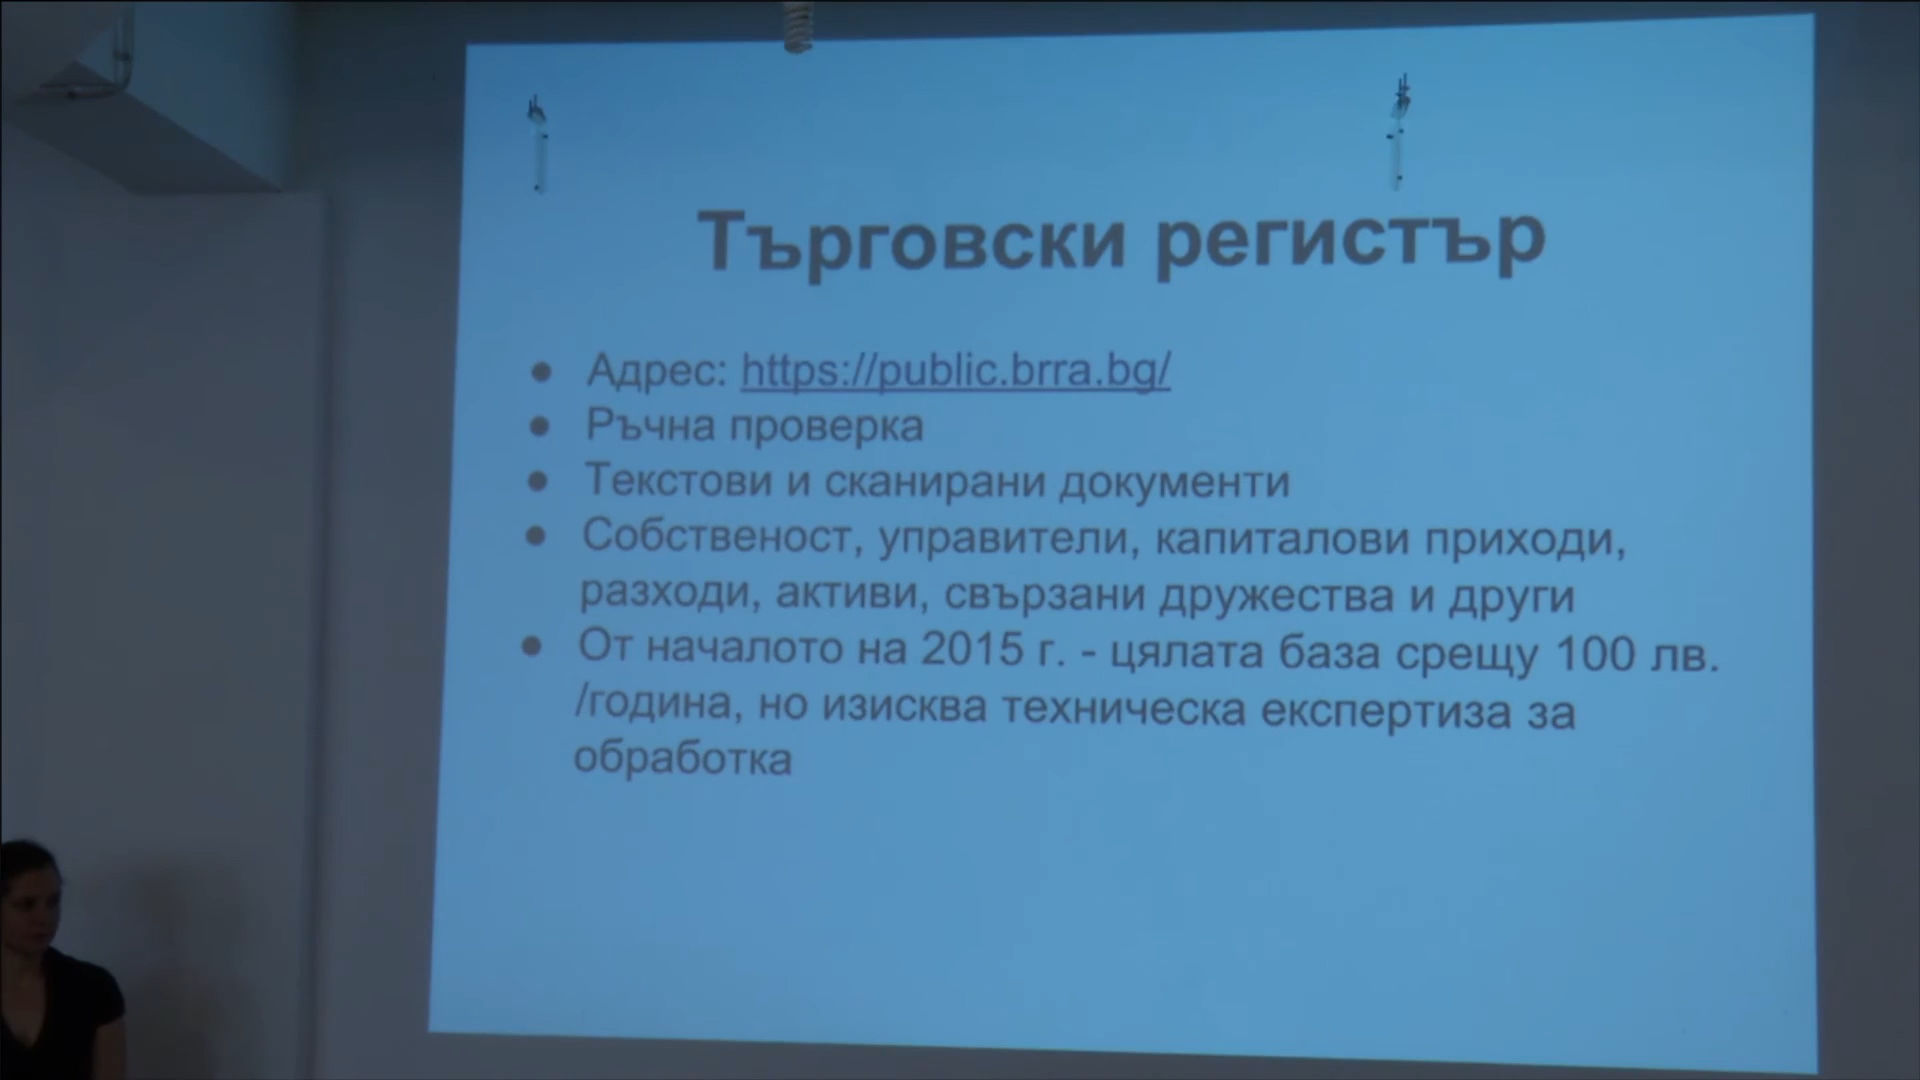 Търговски регистър
● Адрес: https://public.brra.bg/
● Ръчна проверка
● Текстови и сканирани документи
● Собственост, управители, капиталови приходи,
разходи, активи, свързани дружества и други
● От началото на 2015 г. - цялата база срещу 100 лв.
/година, но изисква техническа експертиза за
обработка